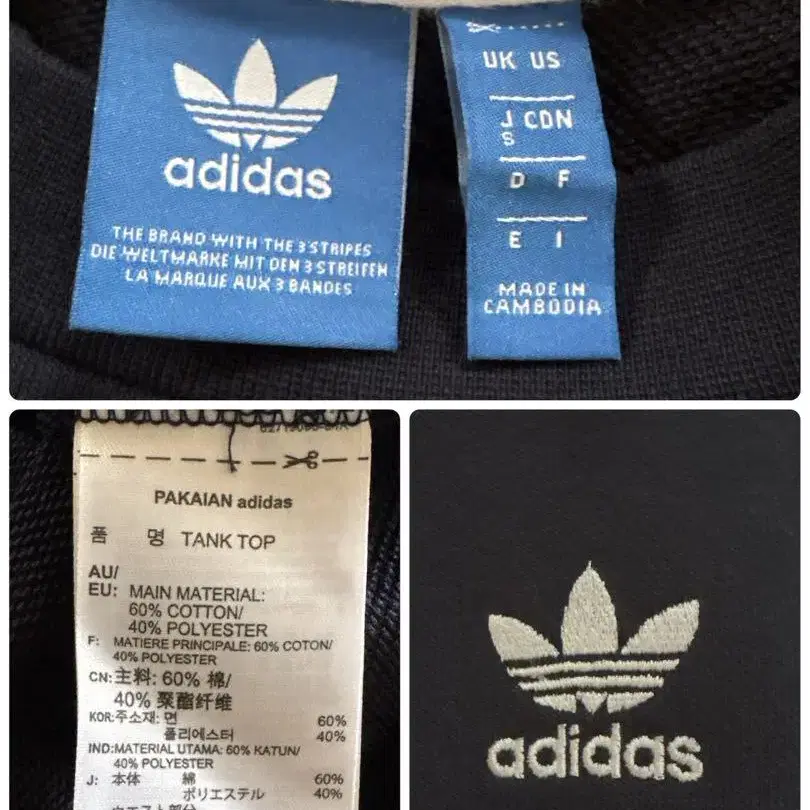 adidas
THE BRAND WITH THE 3 STRIPES
DIE WELTMARKE MIT DEN 3 STREIFEN
LA MARQUE AUX 3 BANDES
UK US
J CDN
S
D F
E I
MADE IN
CAMBODIA
PAKAIAN adidas
품 명 TANK TOP
AU/
EU: MAIN MATERIAL:
60% COTTON/
40% POLYESTER
F: MATIERE PRINCIPALE: 60% COTON/
40% POLYESTER
CN: 主料: 60% 棉/
40% 聚酯纤维
KOR: 주소재: 면 60%
폴리에스터 40%
IND: MATERIAL UTAMA: 60% KATUN/
40% POLYESTER
J: 本体 綿 60%
ポリエステル 40%
adidas